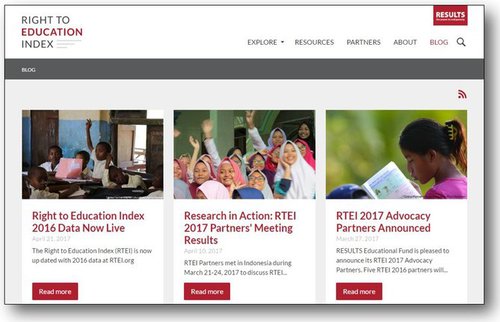 RIGHT TO
EDUCATION
INDEX
RESULTS
EXPLORE
RESOURCES
PARTNERS
ABOUT
BLOG
BLOG
Right to Education Index
2016 Data Now Live
April 21, 2017
The Right to Education Index (RTEI) is now
up dated with 2016 data at RTEI.org
Read more
Research in Action: RTEI
2017 Partners' Meeting
Results
April 10, 2017
RTEI Partners met in Indonesia during
March 21-24, 2017 to discuss RTEI...
Read more
RTEI 2017 Advocacy
Partners Announced
March 27, 2017
RESULTS Educational Fund is pleased to
announce its RTEI 2017 Advocacy
Partners. Five RTEI 2016 partners will...
Read more